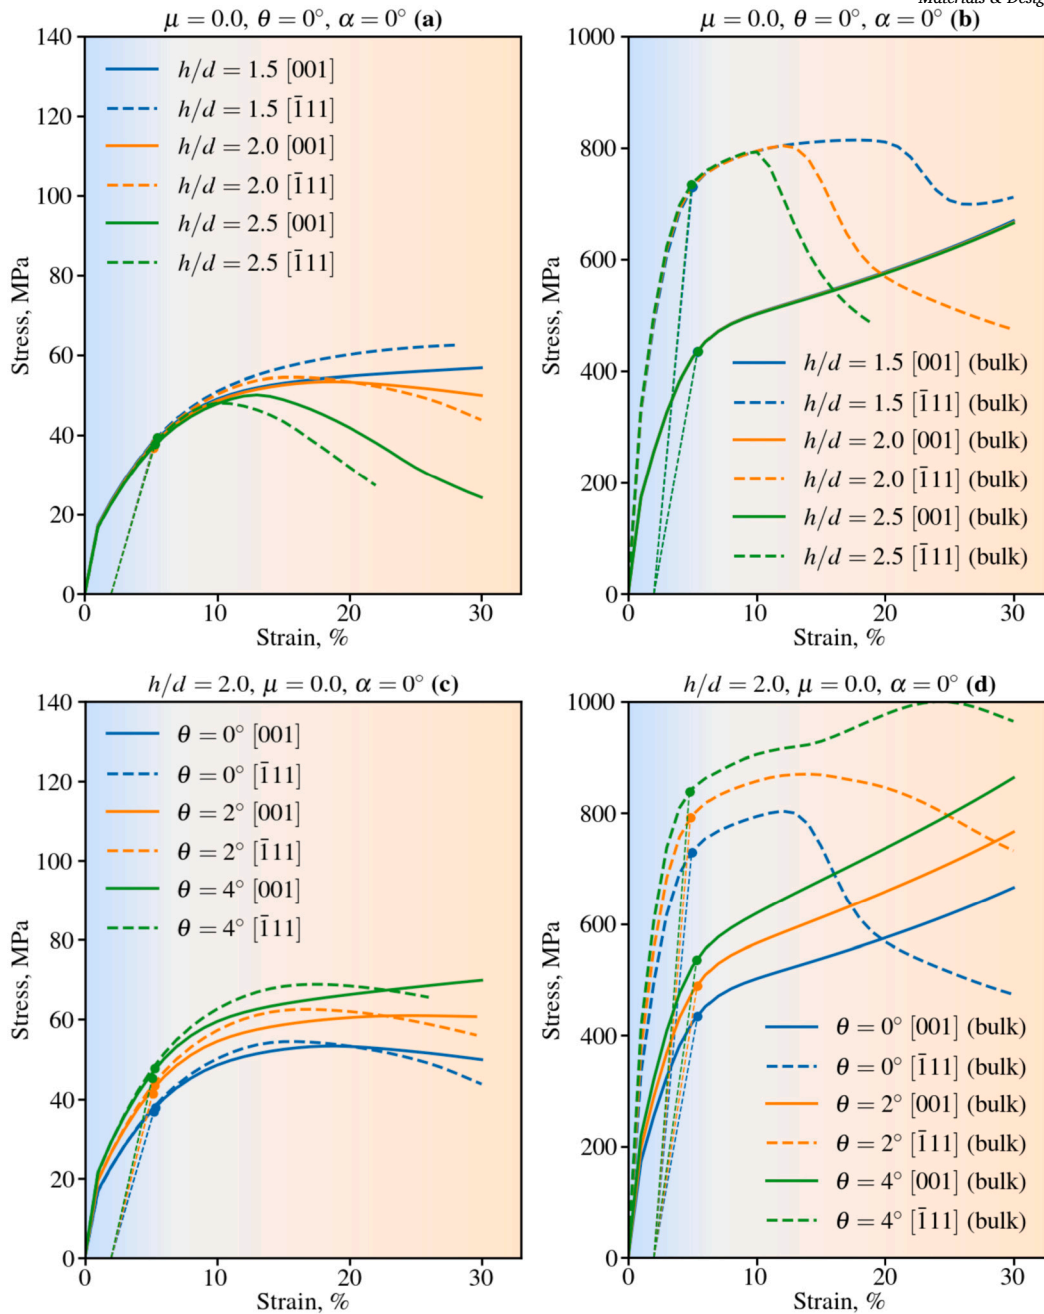 Materials & Desig
μ = 0.0, θ = 0°, α = 0° (a)
140
120
100
80
60
40
20
0
Stress, MPa
h/d = 1.5 [001]
h/d = 1.5 [1̄11]
h/d = 2.0 [001]
h/d = 2.0 [1̄11]
h/d = 2.5 [001]
h/d = 2.5 [1̄11]
0 10 20 30
Strain, %
μ = 0.0, θ = 0°, α = 0° (b)
1000
800
600
400
200
0
Stress, MPa
h/d = 1.5 [001] (bulk)
h/d = 1.5 [1̄11] (bulk)
h/d = 2.0 [001] (bulk)
h/d = 2.0 [1̄11] (bulk)
h/d = 2.5 [001] (bulk)
h/d = 2.5 [1̄11] (bulk)
0 10 20 30
Strain, %
h/d = 2.0, μ = 0.0, α = 0° (c)
140
120
100
80
60
40
20
0
Stress, MPa
θ = 0° [001]
θ = 0° [1̄11]
θ = 2° [001]
θ = 2° [1̄11]
θ = 4° [001]
θ = 4° [1̄11]
0 10 20 30
Strain, %
h/d = 2.0, μ = 0.0, α = 0° (d)
1000
800
600
400
200
0
Stress, MPa
θ = 0° [001] (bulk)
θ = 0° [1̄11] (bulk)
θ = 2° [001] (bulk)
θ = 2° [1̄11] (bulk)
θ = 4° [001] (bulk)
θ = 4° [1̄11] (bulk)
0 10 20 30
Strain, %